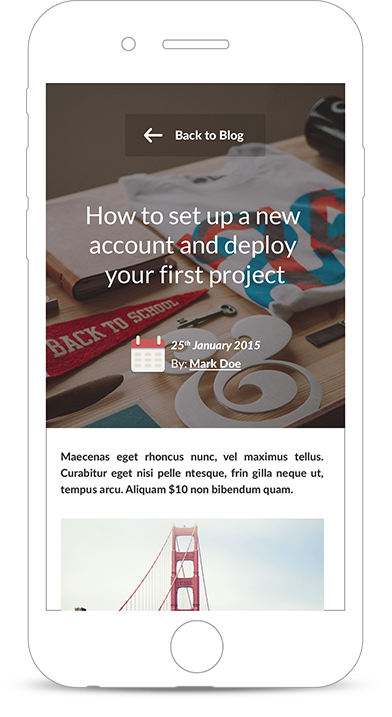 Back to Blog
How to set up a new
account and deploy
your first project
BACK TO SCHOOL
25th January 2015
By: Mark Doe
Maecenas eget rhoncus nunc, vel maximus tellus.
Curabitur eget nisi pelle ntesque, frin gilla neque ut,
tempus arcu. Aliquam $10 non bibendum quam.